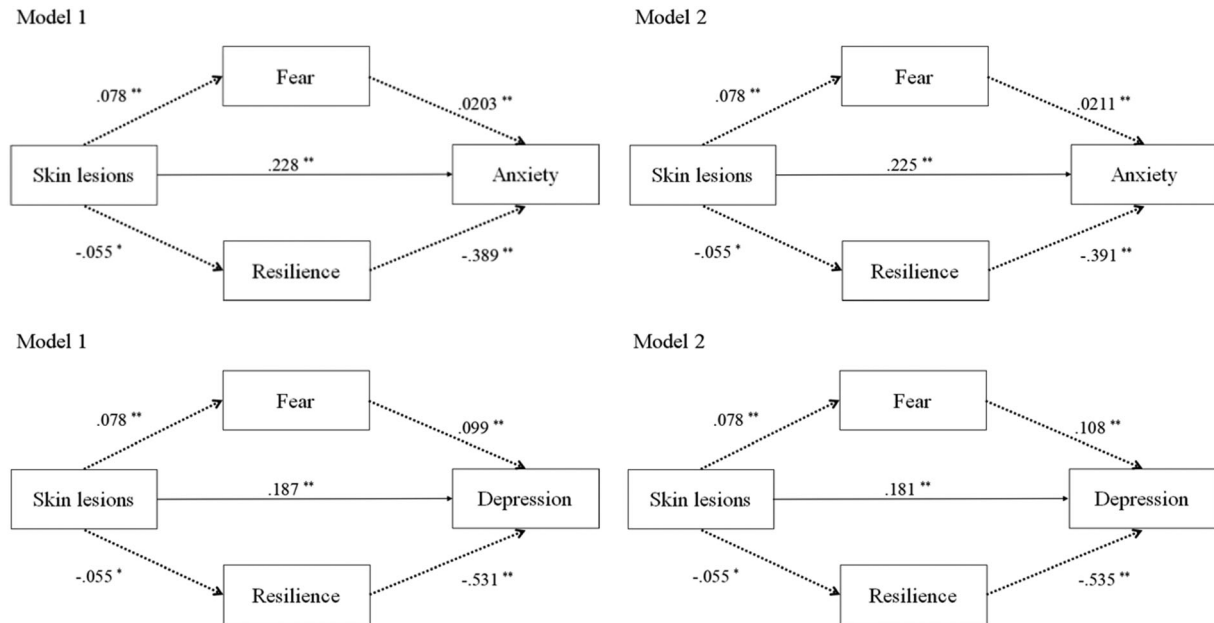 Model 1
Fear
.078 **
.0203 **
Skin lesions
.228 **
Anxiety
-.055 *
-.389 **
Resilience
Model 2
Fear
.078 **
.0211 **
Skin lesions
.225 **
Anxiety
-.055 *
-.391 **
Resilience
Model 1
Fear
.078 **
.099 **
Skin lesions
.187 **
Depression
-.055 *
-.531 **
Resilience
Model 2
Fear
.078 **
.108 **
Skin lesions
.181 **
Depression
-.055 *
-.535 **
Resilience